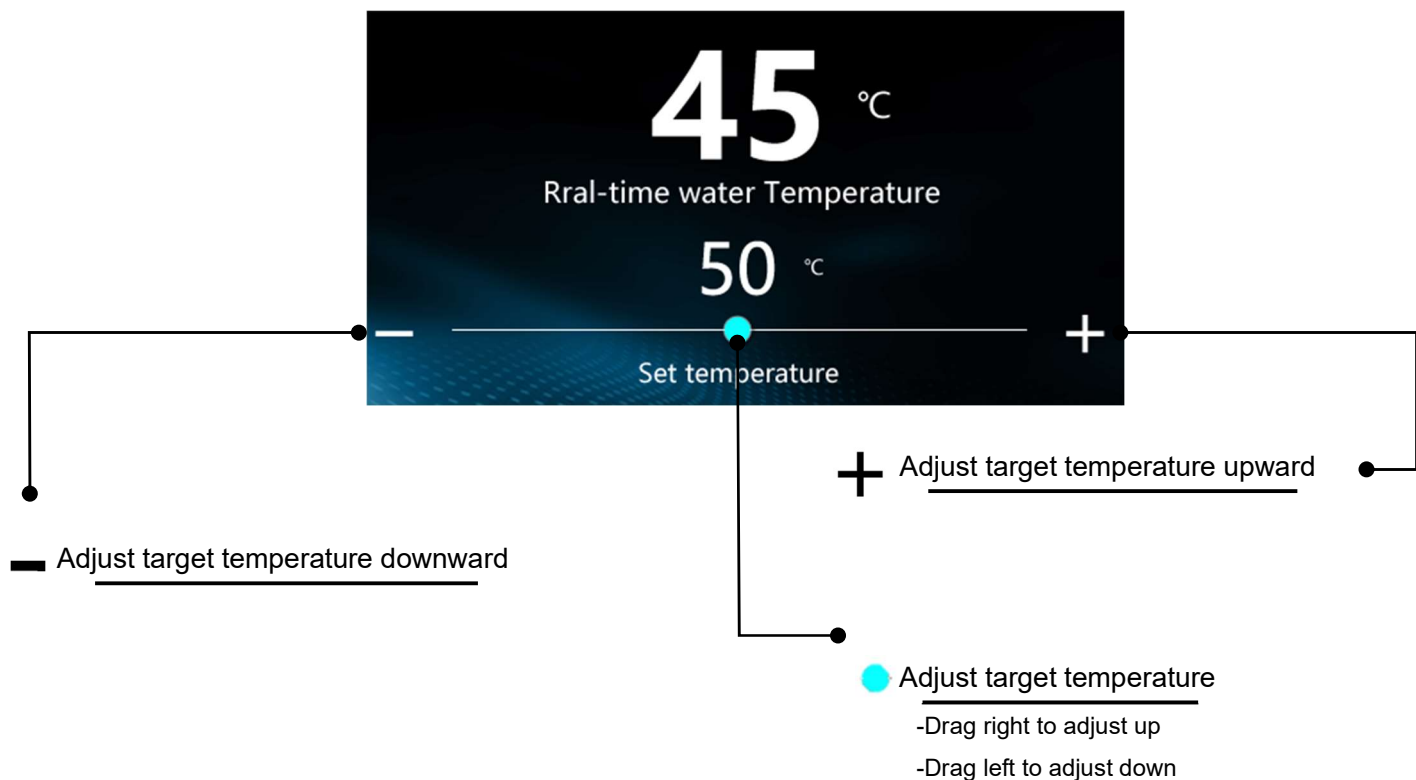 45 °C
Rral-time water Temperature
50 °C
− +
Set temperature
+ Adjust target temperature upward
− Adjust target temperature downward
Adjust target temperature
-Drag right to adjust up
-Drag left to adjust down